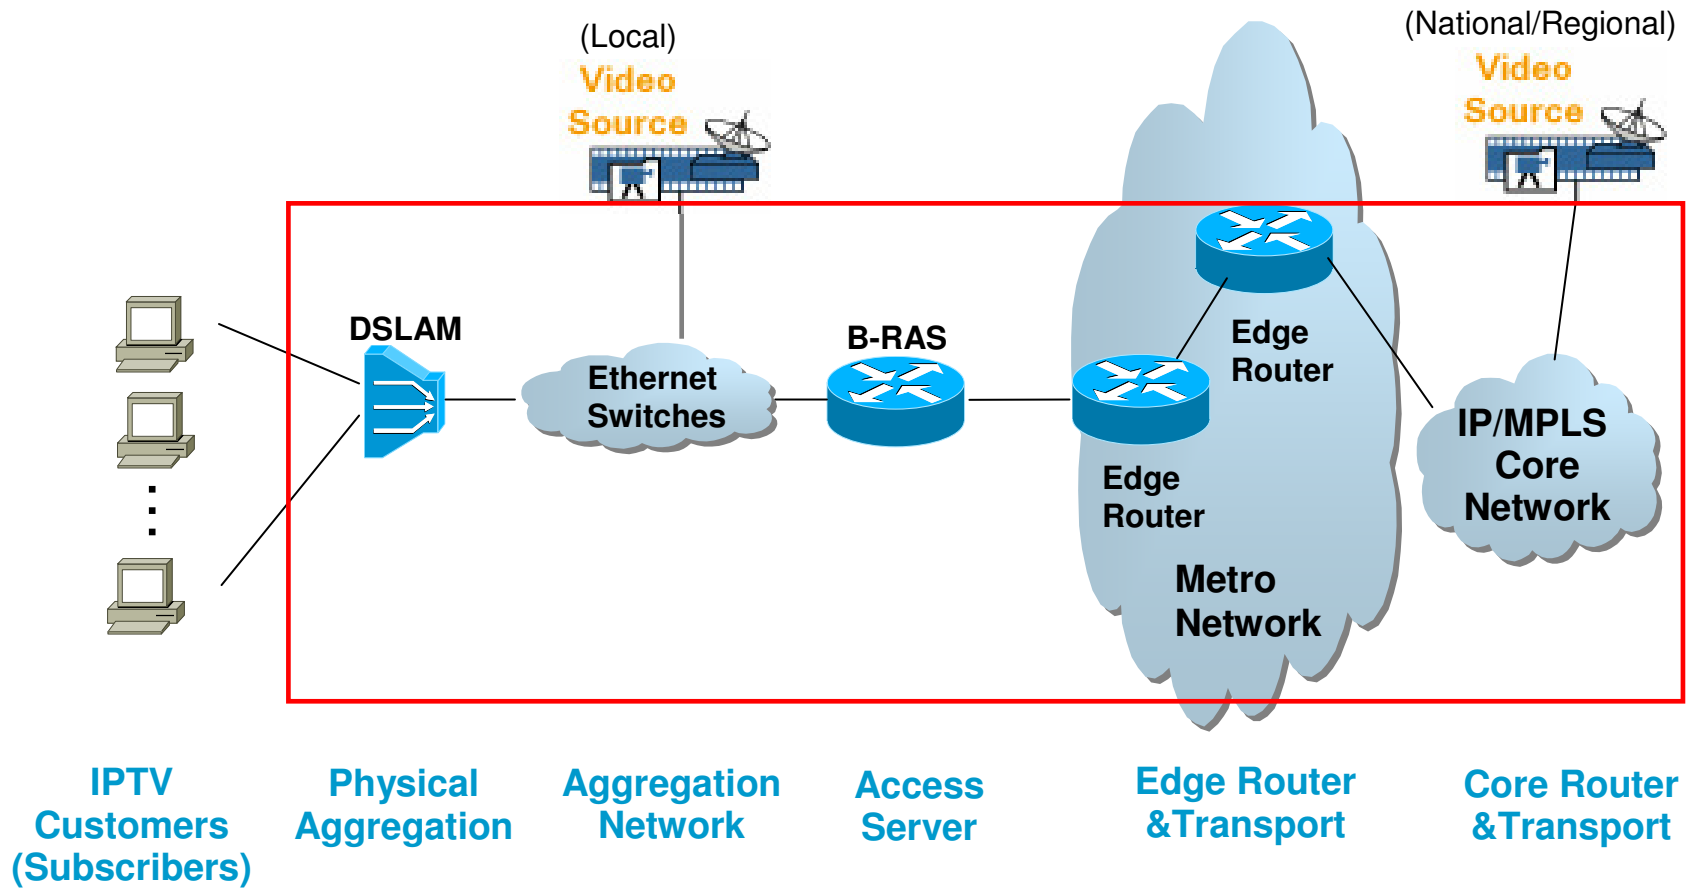 (Local)
Video
Source
(National/Regional)
Video
Source
DSLAM
Ethernet
Switches
B-RAS
Edge
Router
Edge
Router
Metro
Network
IP/MPLS
Core
Network
IPTV
Customers
(Subscribers)
Physical
Aggregation
Aggregation
Network
Access
Server
Edge Router
&Transport
Core Router
&Transport